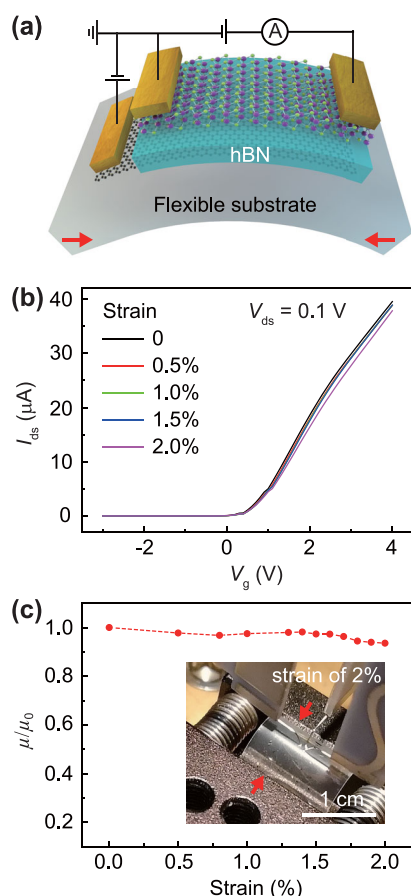 (a)
A
hBN
Flexible substrate
(b)
40
30
20
10
0
Strain
0
0.5%
1.0%
1.5%
2.0%
V_ds = 0.1 V
I_ds (μA)
-2
0
2
4
V_g (V)
(c)
1.0
0.8
0.6
0.4
0.2
μ/μ₀
strain of 2%
1 cm
0.0
0.5
1.0
1.5
2.0
Strain (%)